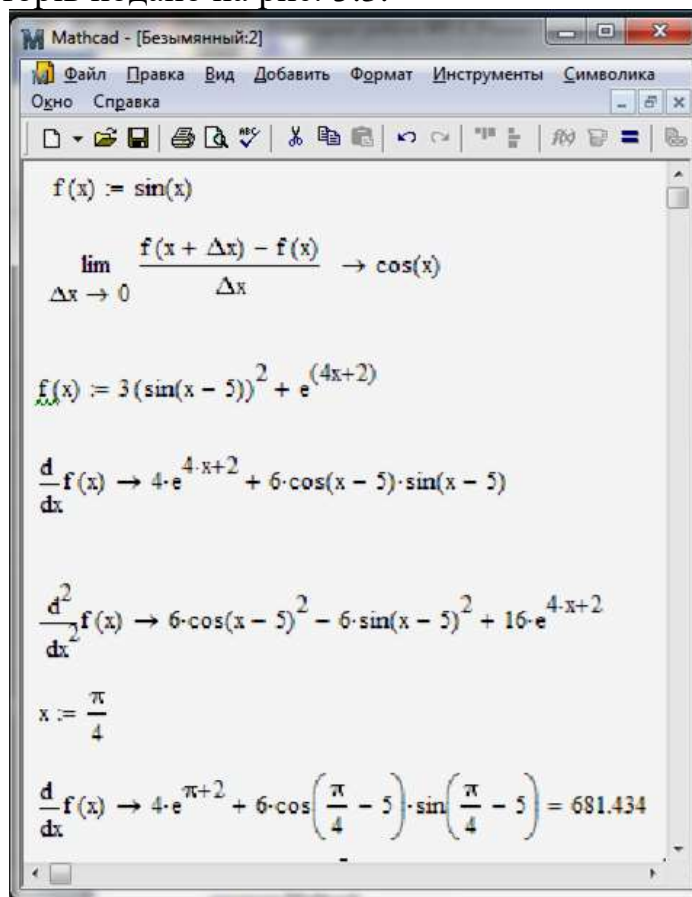 Mathcad - [Безымянный:2]
Файл Правка Вид Добавить Формат Инструменты Символика
Окно Справка
f(x) := sin(x)
lim Δx → 0 (f(x + Δx) − f(x)) / Δx → cos(x)
f(x) := 3(sin(x − 5))^2 + e^(4x+2)
d/dx f(x) → 4·e^(4·x+2) + 6·cos(x − 5)·sin(x − 5)
d^2/dx^2 f(x) → 6·cos(x − 5)^2 − 6·sin(x − 5)^2 + 16·e^(4·x+2)
x := π/4
d/dx f(x) → 4·e^(π+2) + 6·cos(π/4 − 5)·sin(π/4 − 5) = 681.434